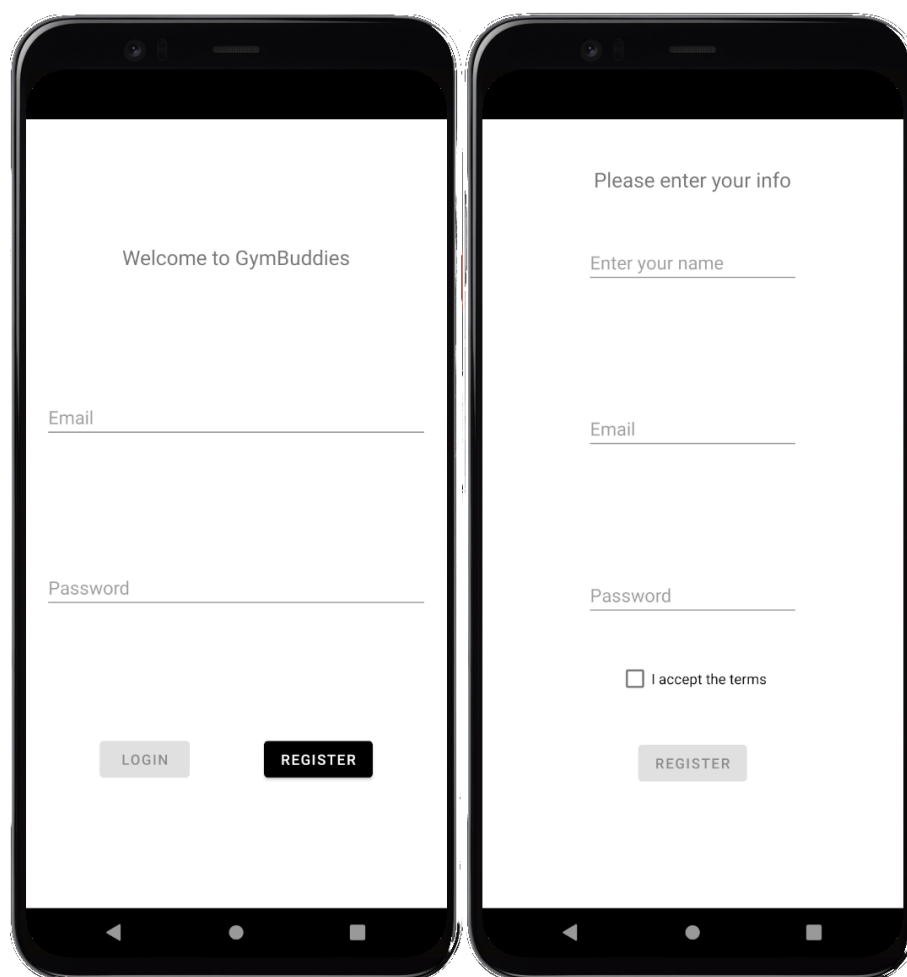 Welcome to GymBuddies
Email
Password
LOGIN
REGISTER
Please enter your info
Enter your name
Email
Password
I accept the terms
REGISTER